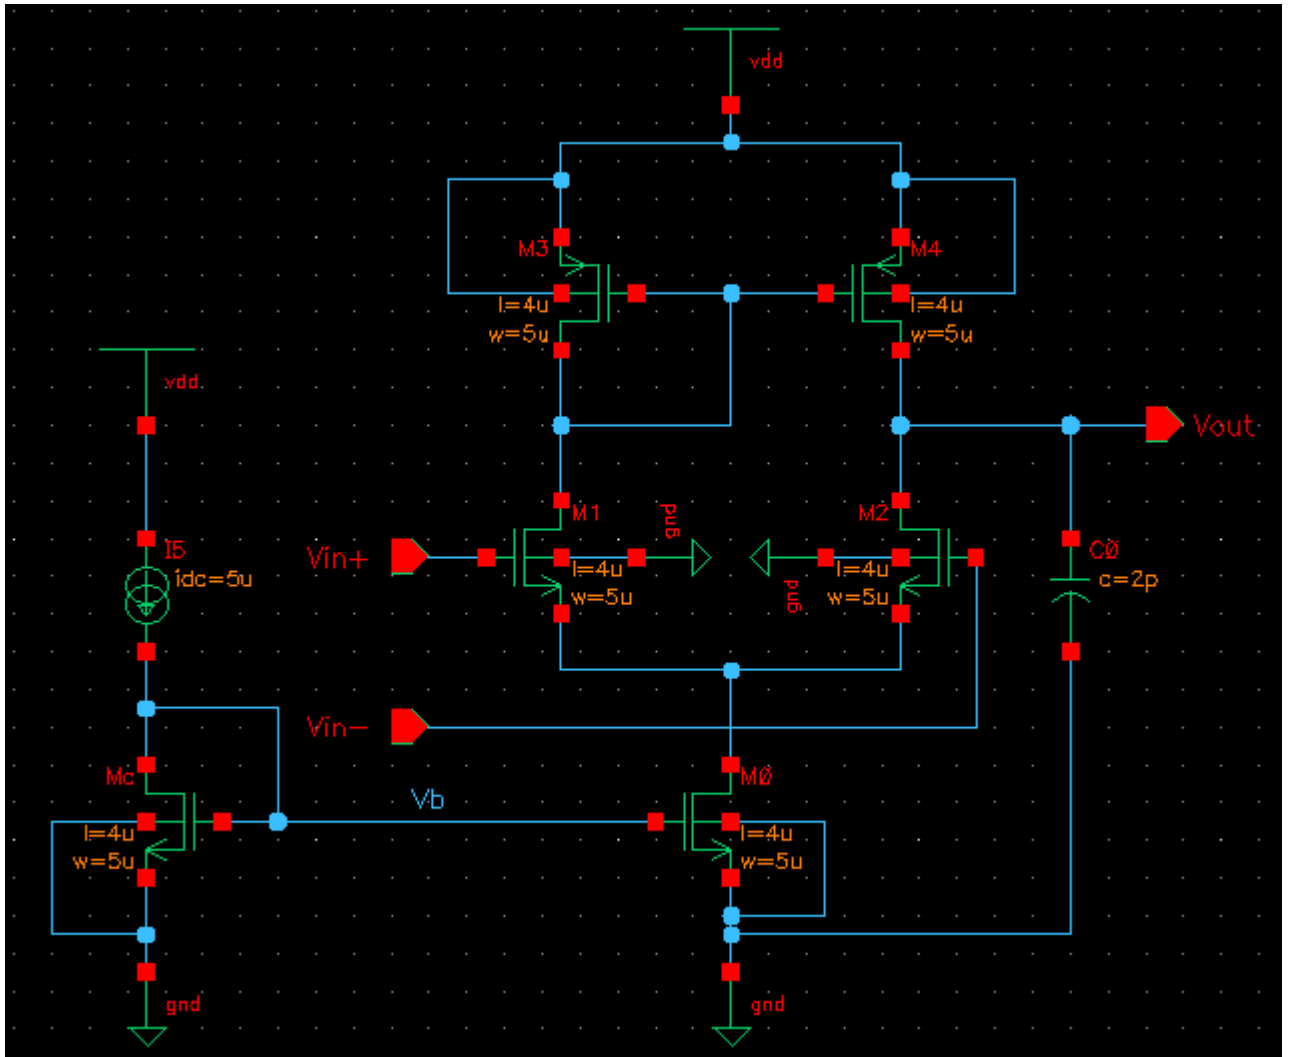 vdd
M3
M4
l=4u
w=5u
l=4u
w=5u
vdd
Vout
M1
gnd
M2
Vin+
I5
idc=5u
l=4u
w=5u
gnd
l=4u
w=5u
C0
c=2p
Vin-
Mc
M0
Vb
l=4u
w=5u
l=4u
w=5u
gnd
gnd